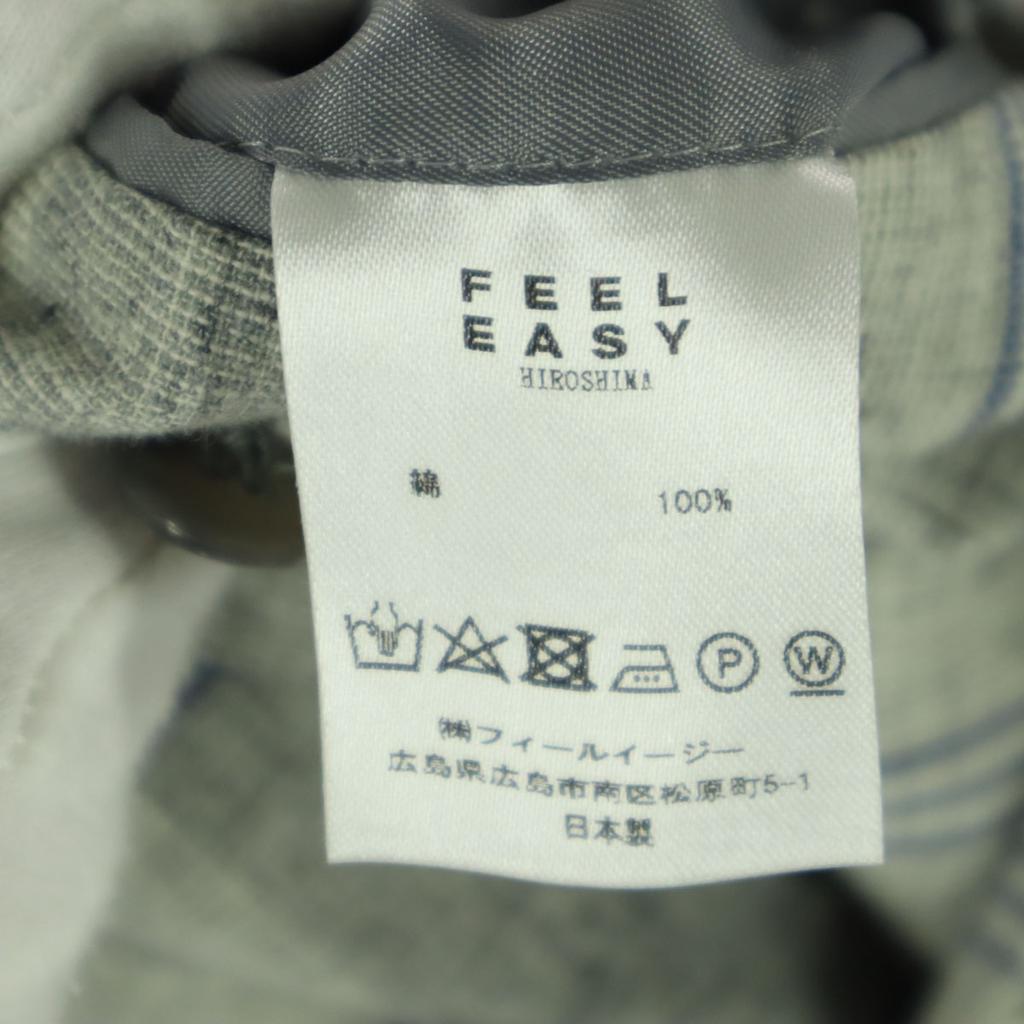 FEEL
EASY
HIROSHIMA
綿 100%
P W
㈱フィールイージー
広島県広島市南区松原町5-1
日本製